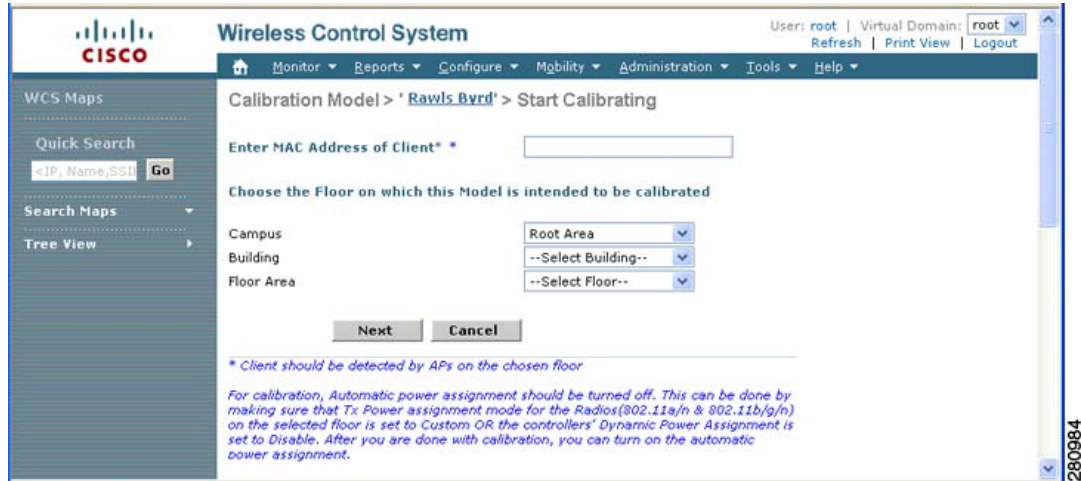 CISCO
Wireless Control System
User: root | Virtual Domain: root
Refresh | Print View | Logout
Monitor Reports Configure Mobility Administration Tools Help
WCS Maps
Quick Search
<IP, Name,SSI Go
Search Maps
Tree View
Calibration Model > ' Rawls Byrd' > Start Calibrating
Enter MAC Address of Client* *
Choose the Floor on which this Model is intended to be calibrated
Campus Root Area
Building --Select Building--
Floor Area --Select Floor--
Next Cancel
* Client should be detected by APs on the chosen floor
For calibration, Automatic power assignment should be turned off. This can be done by
making sure that Tx Power assignment mode for the Radios(802.11a/n & 802.11b/g/n)
on the selected floor is set to Custom OR the controllers' Dynamic Power Assignment is
set to Disable. After you are done with calibration, you can turn on the automatic
power assignment.
280984